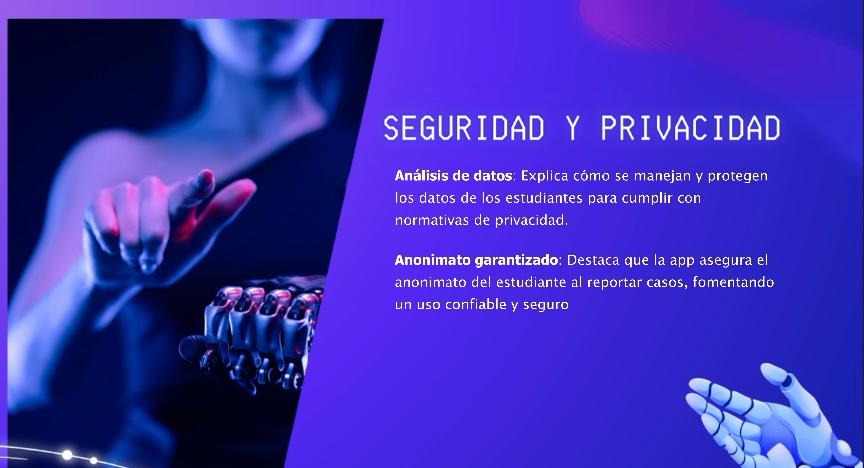 SEGURIDAD Y PRIVACIDAD
Análisis de datos: Explica cómo se manejan y protegen
los datos de los estudiantes para cumplir con
normativas de privacidad.
Anonimato garantizado: Destaca que la app asegura el
anonimato del estudiante al reportar casos, fomentando
un uso confiable y seguro